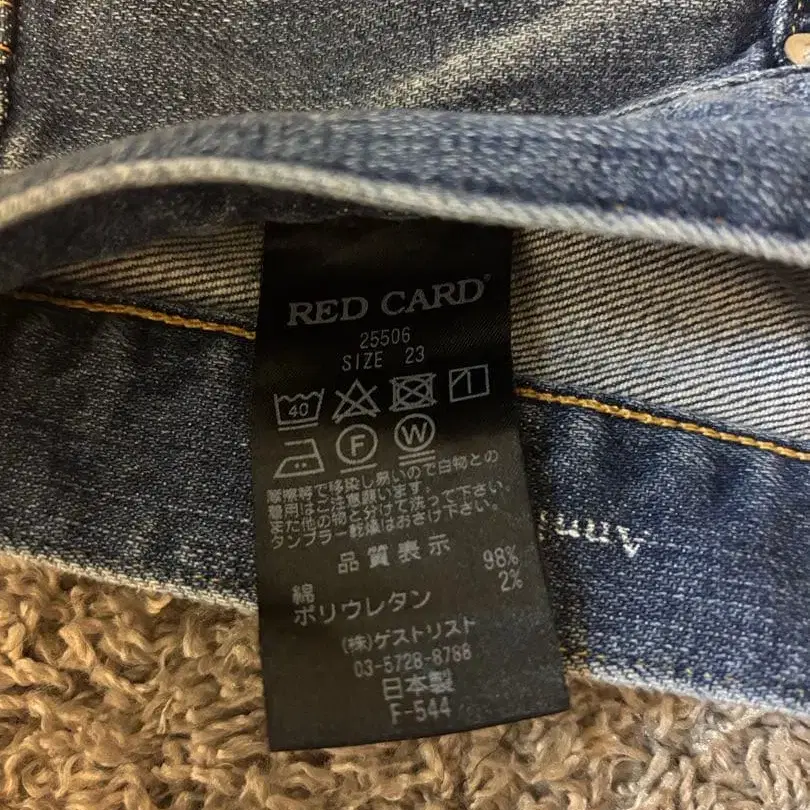 RED CARD®
25506
SIZE 23
40
F W
摩擦等で移染し易いので白物との
着用はご注意願います。
また他の物と分けて洗って下さい。
タンブラー乾燥はおさけ下さい。
品質表示
綿 98%
ポリウレタン 2%
(株)ゲストリスト
03-5728-8788
日本製
F-544